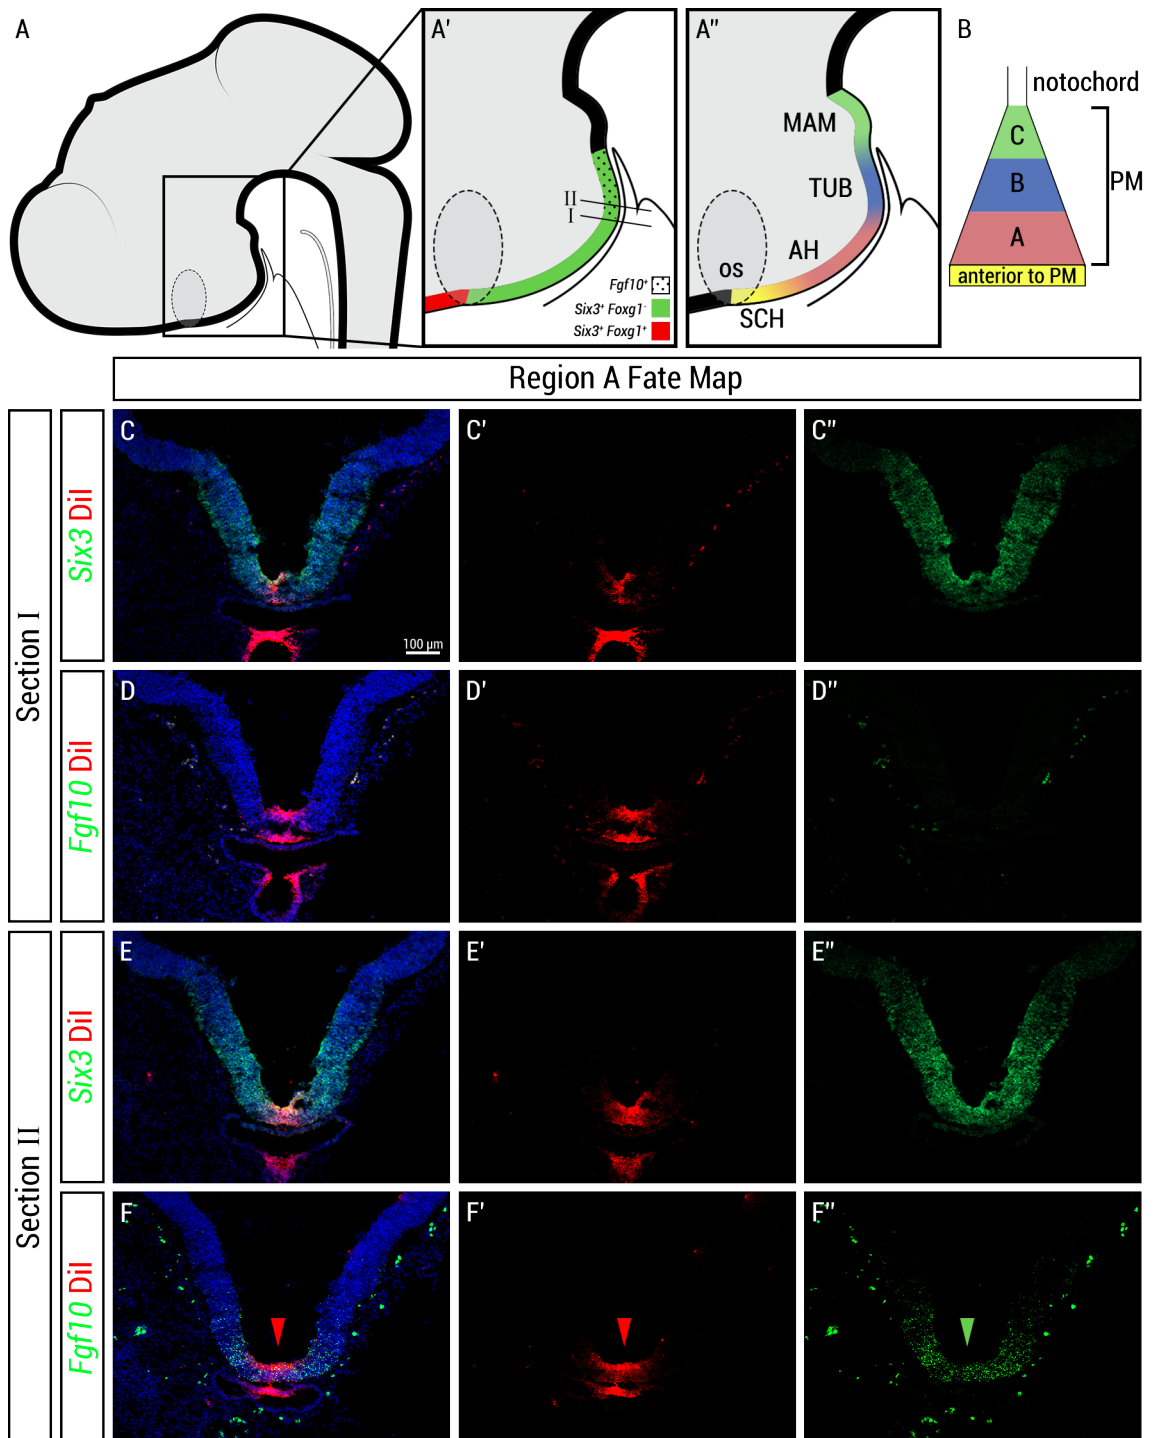 A
A'
II
I
Fgf10⁺
Six3⁺ Foxg1⁻
Six3⁺ Foxg1⁺
A"
MAM
TUB
AH
OS
SCH
B
notochord
C
B
A
PM
anterior to PM
Region A Fate Map
Section I
Six3 DiI
C
100 µm
C'
C"
Fgf10 DiI
D
D'
D"
Section II
Six3 DiI
E
E'
E"
Fgf10 DiI
F
F'
F"